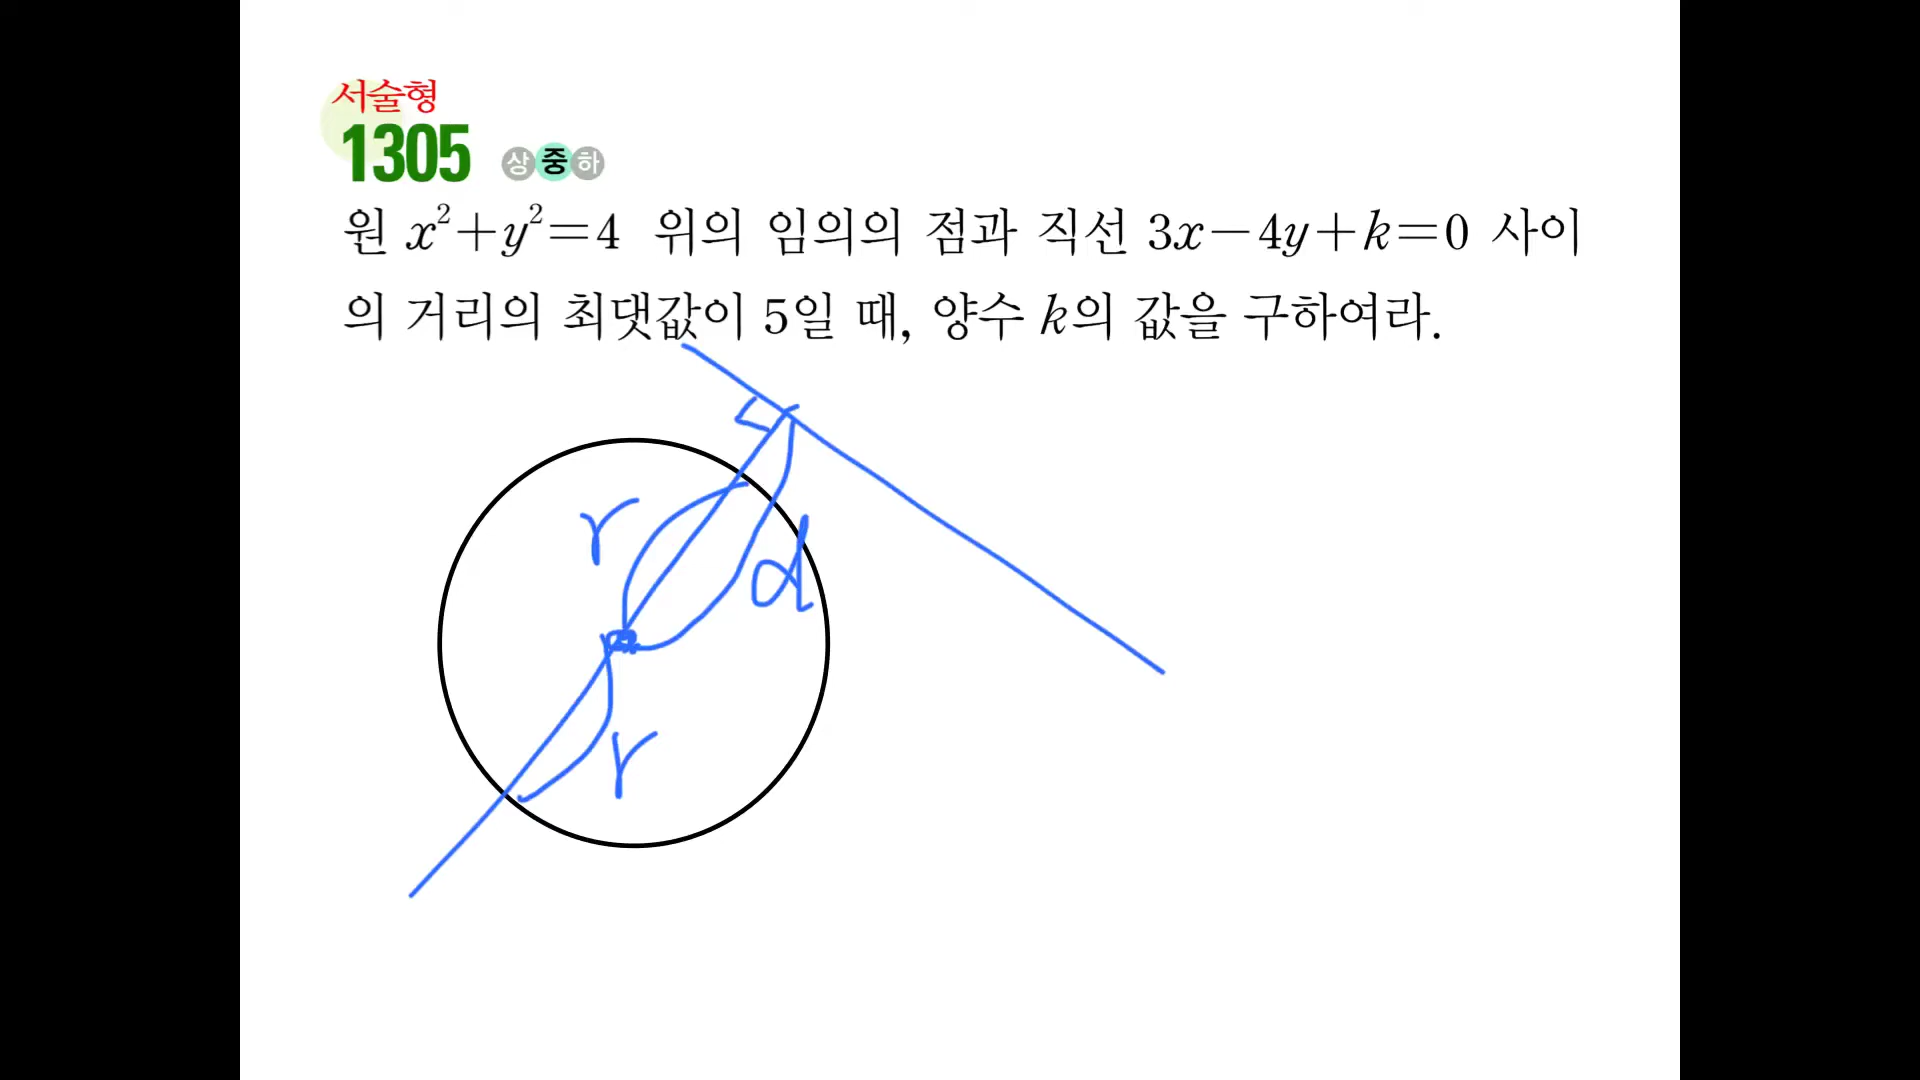 서술형
1305 상 중 하
원 x²+y²=4 위의 임의의 점과 직선 3x-4y+k=0 사이
의 거리의 최댓값이 5일 때, 양수 k의 값을 구하여라.
r
d
r